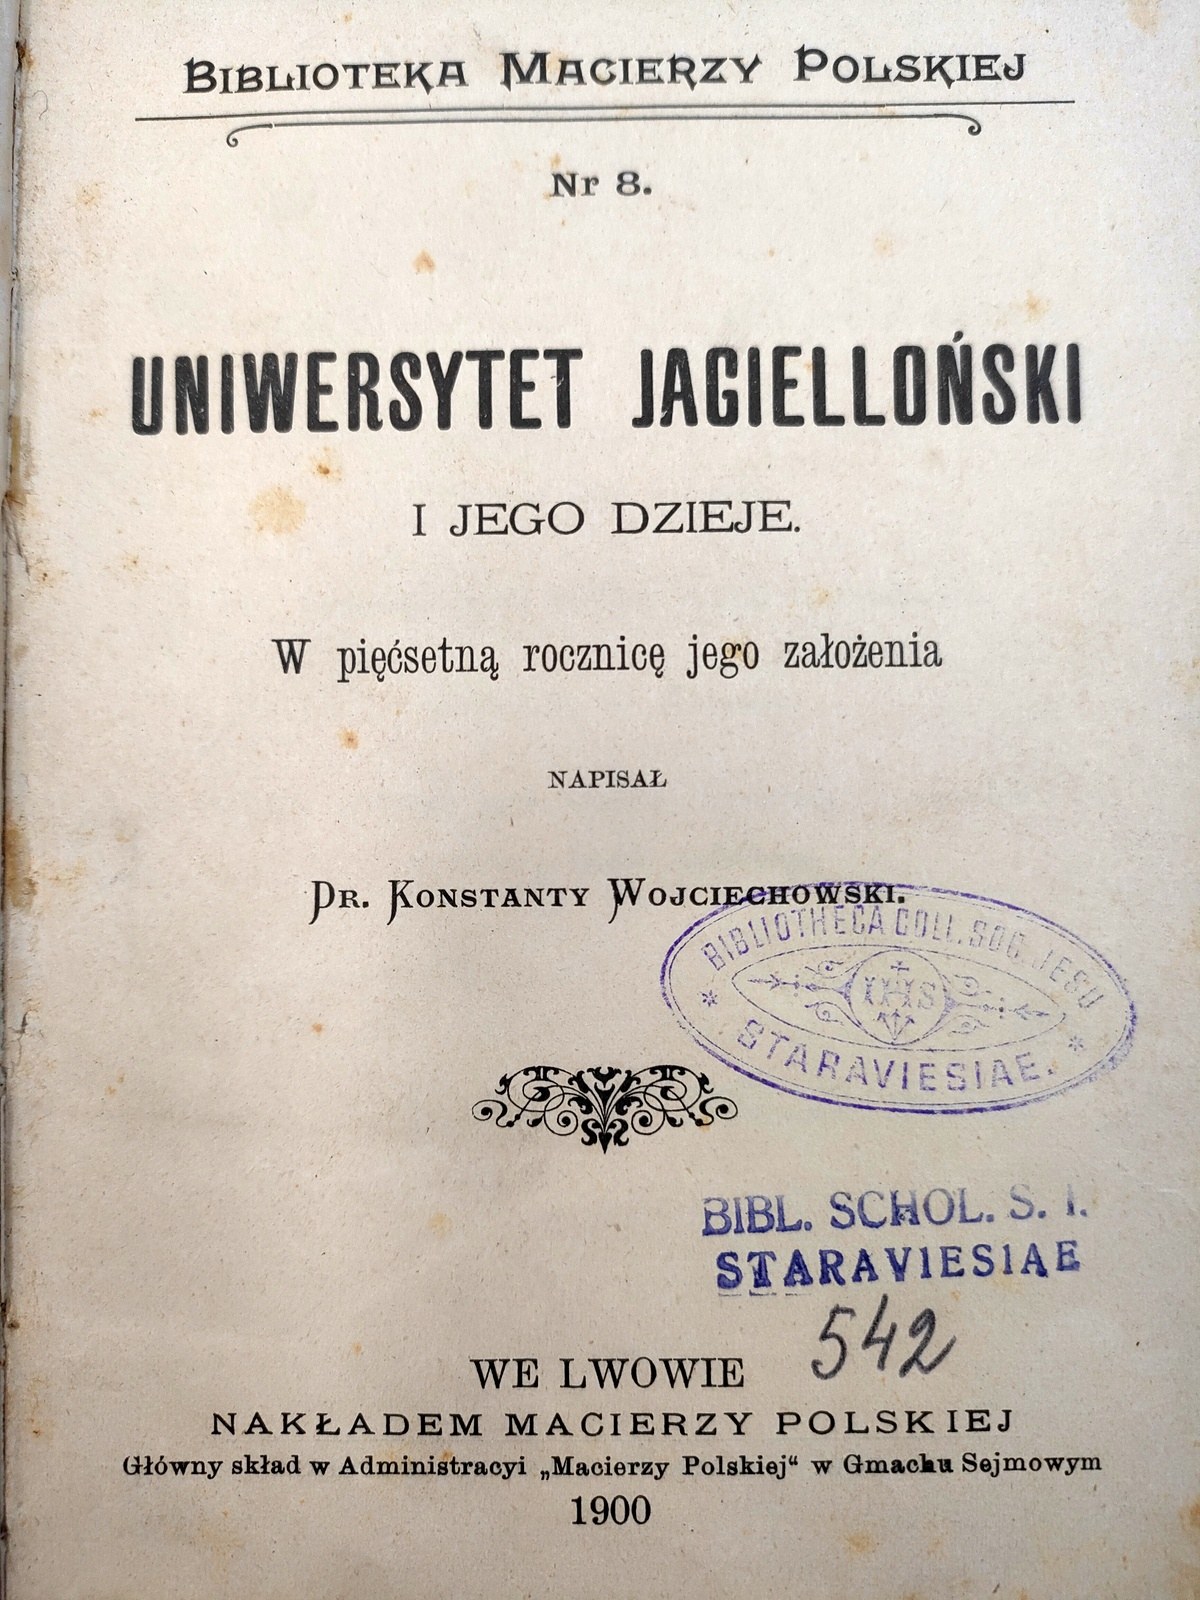 BIBLIOTEKA MACIERZY POLSKIEJ
Nr 8.
UNIWERSYTET JAGIELLOŃSKI
I JEGO DZIEJE.
W pięćsetną rocznicę jego założenia
NAPISAŁ
DR. KONSTANTY WOJCIECHOWSKI.
BIBLIOTHECA COLL. SOC. JESU
IHS
STARAVIESIAE.
BIBL. SCHOL. S. I.
STARAVIESIAE
542
WE LWOWIE
NAKŁADEM MACIERZY POLSKIEJ
Główny skład w Administracyi „Macierzy Polskiej“ w Gmachu Sejmowym
1900